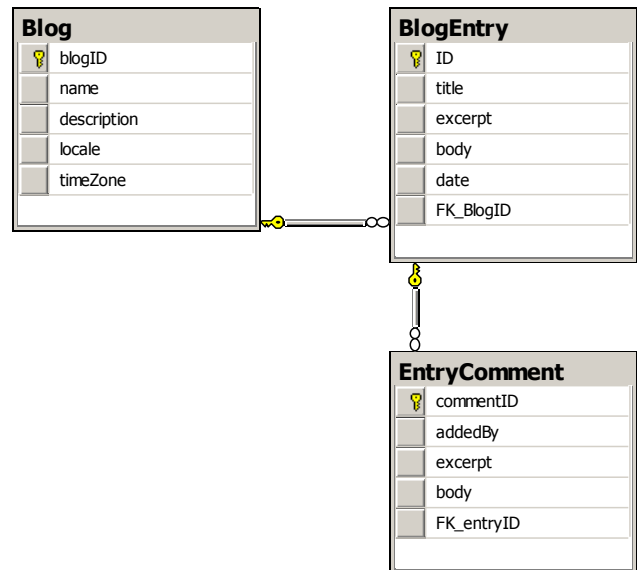 Blog
blogID
name
description
locale
timeZone
BlogEntry
ID
title
excerpt
body
date
FK_BlogID
EntryComment
commentID
addedBy
excerpt
body
FK_entryID